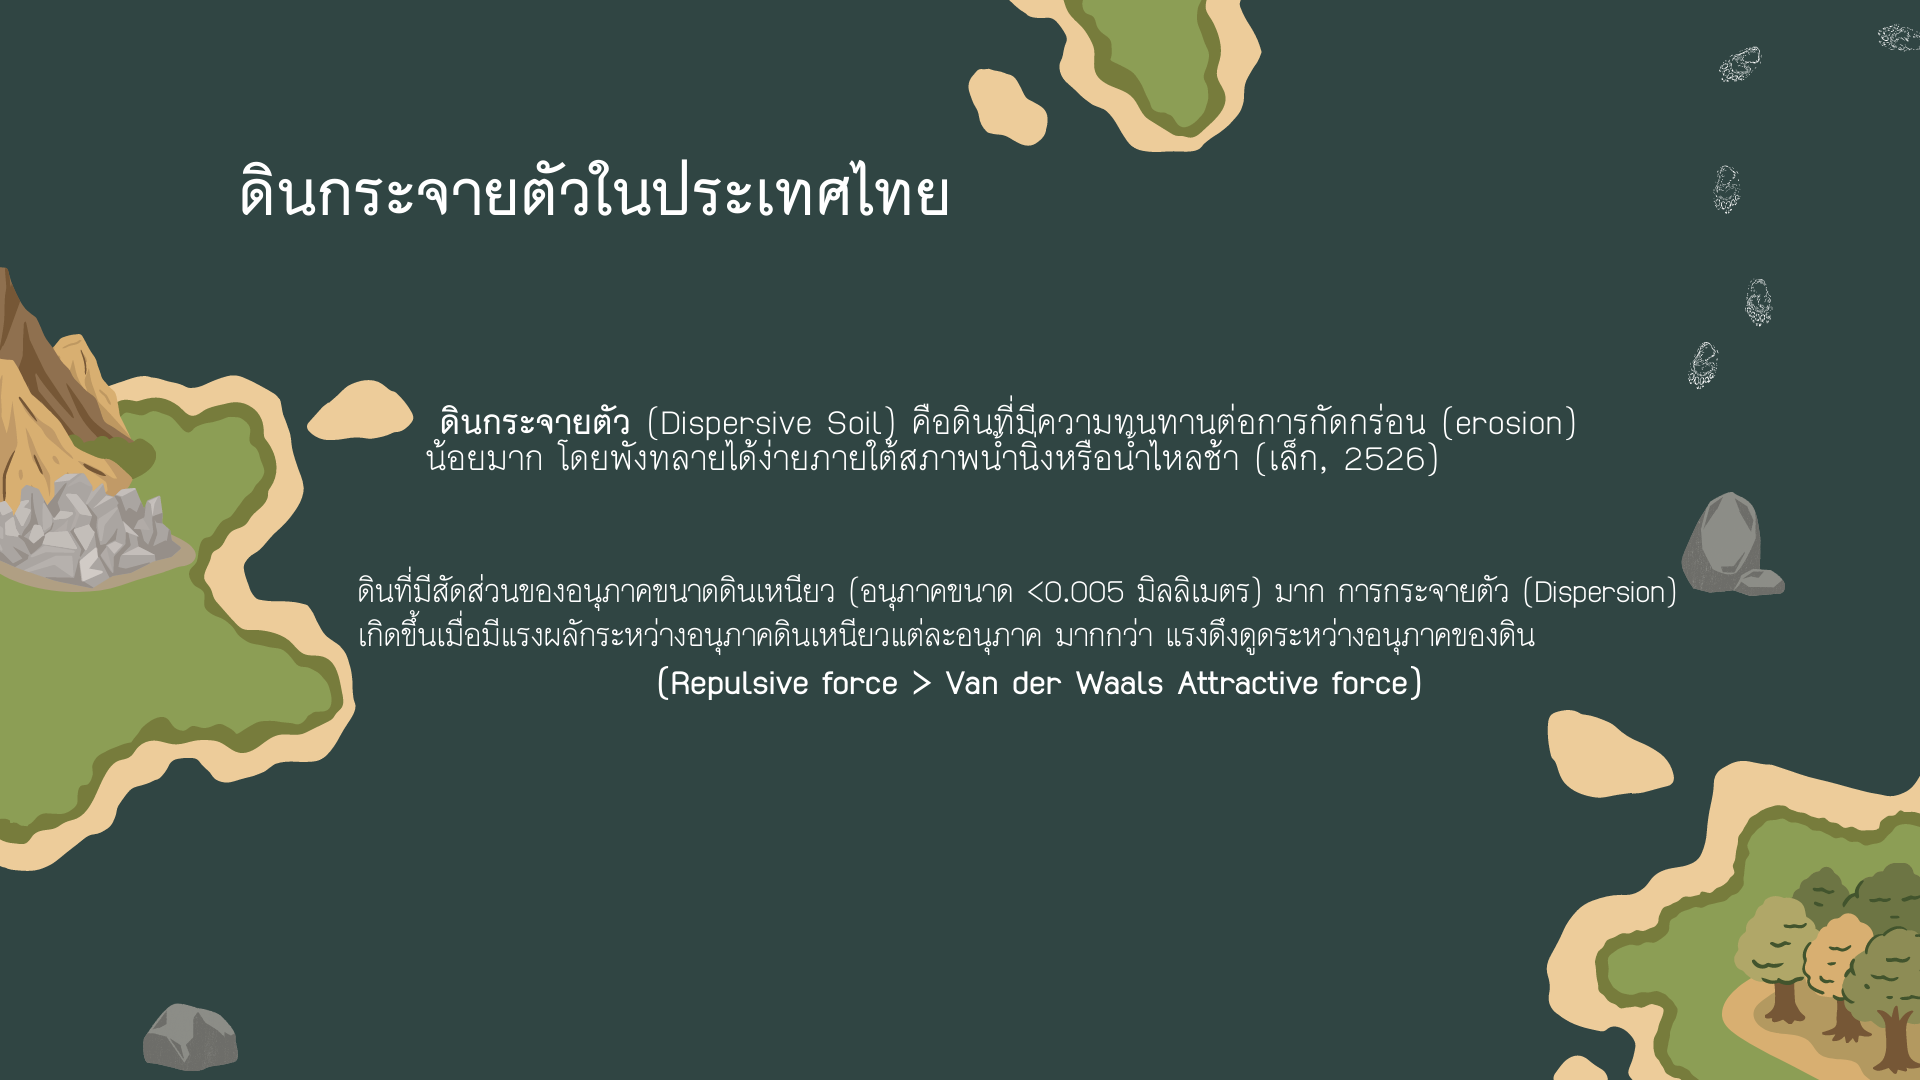 ดินกระจายตัวในประเทศไทย
ดินกระจายตัว (Dispersive Soil) คือดินที่มีความทนทานต่อการกัดกร่อน (erosion)
น้อยมาก โดยพังทลายได้ง่ายภายใต้สภาพน้ำนิ่งหรือน้ำไหลช้า (เล็ก, 2526)
ดินที่มีสัดส่วนของอนุภาคขนาดดินเหนียว (อนุภาคขนาด <0.005 มิลลิเมตร) มาก การกระจายตัว (Dispersion)
เกิดขึ้นเมื่อมีแรงผลักระหว่างอนุภาคดินเหนียวแต่ละอนุภาค มากกว่า แรงดึงดูดระหว่างอนุภาคของดิน
(Repulsive force > Van der Waals Attractive force)